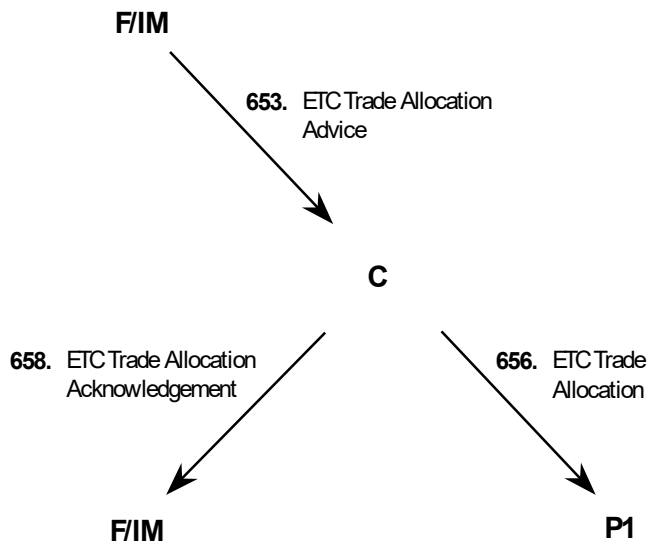 F/IM
653. ETC Trade Allocation
Advice
C
658. ETC Trade Allocation
Acknowledgement
656. ETC Trade
Allocation
F/IM
P1